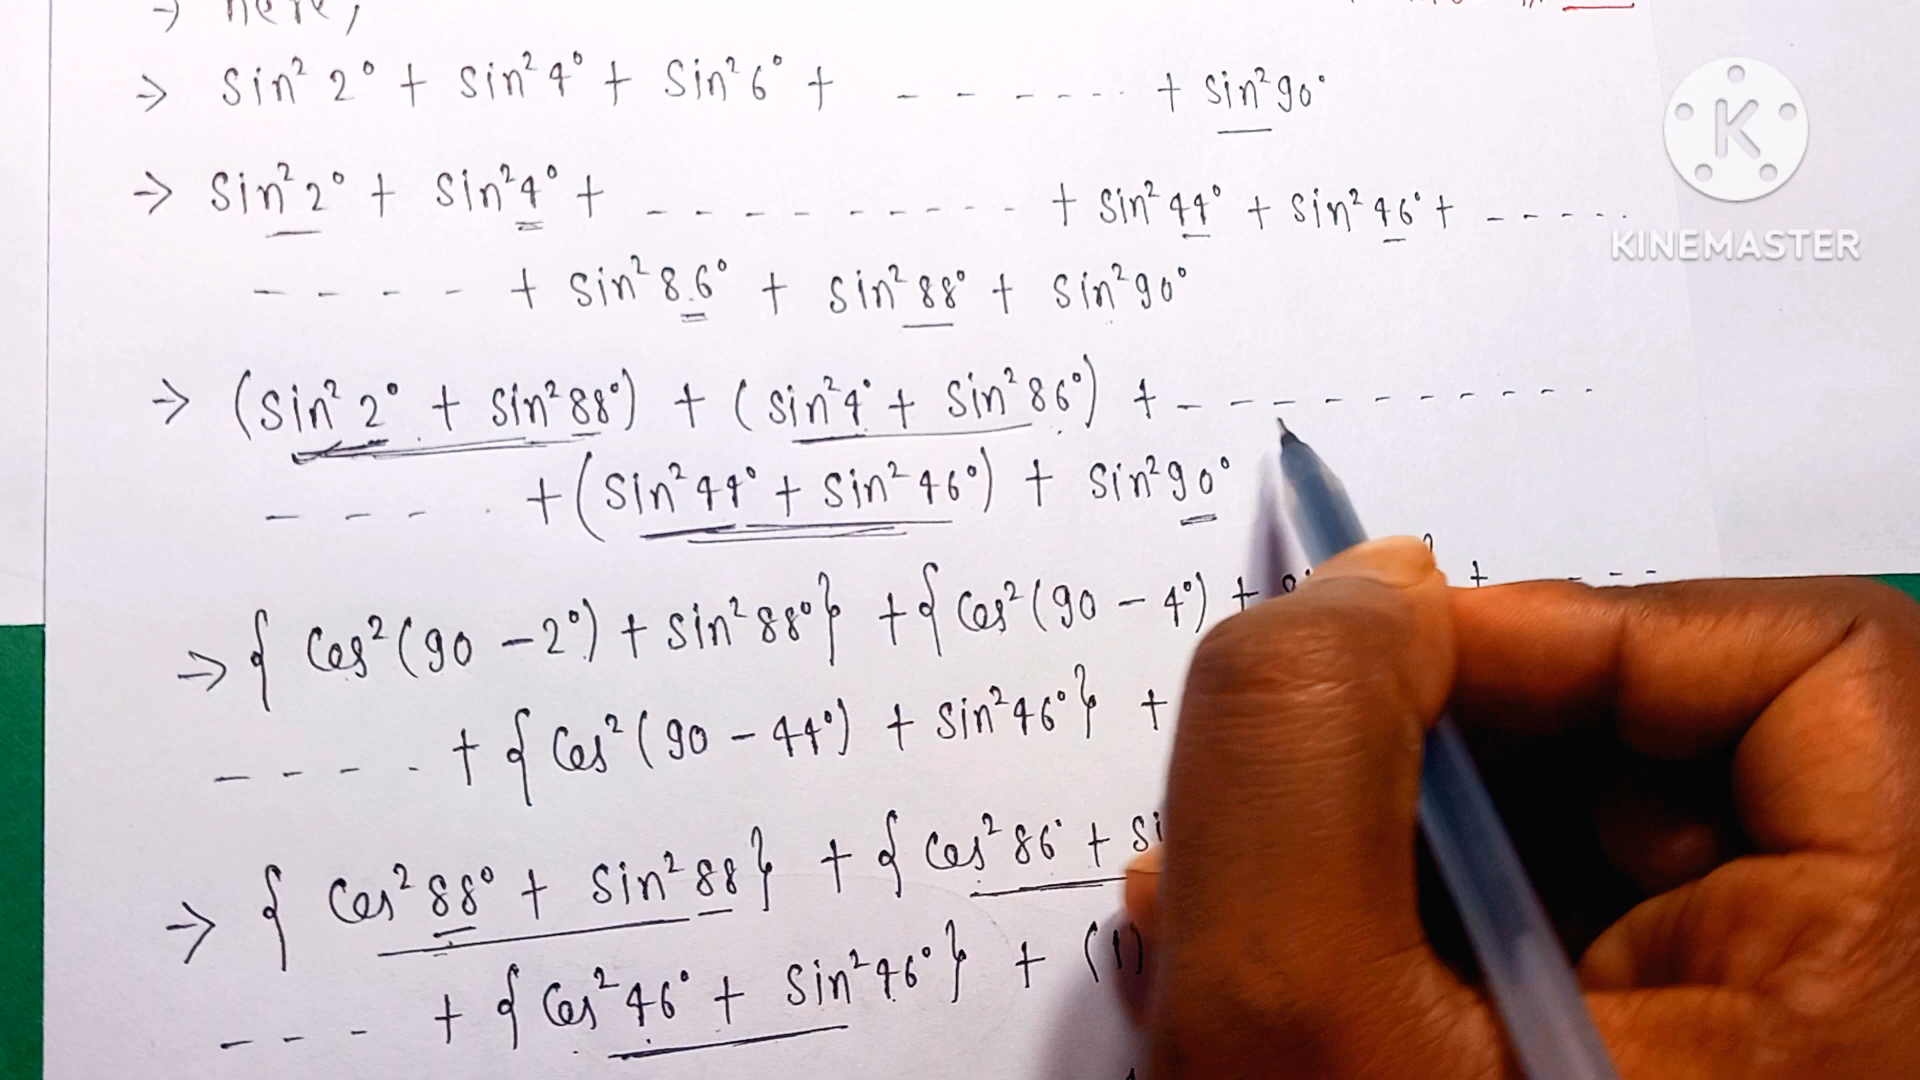 → here,
→ sin² 2° + sin² 4° + sin² 6° + - - - - - - - + sin² 90°
→ sin² 2° + sin² 4° + - - - - - - - - - - + sin² 44° + sin² 46° + - - - - -
- - - - - + sin² 86° + sin² 88° + sin² 90°
→ (sin² 2° + sin² 88°) + (sin² 4° + sin² 86°) + - - - - - - - - - -
- - - - . + (sin² 44° + sin² 46°) + sin² 90°
→ { Cos² (90 - 2°) + sin² 88° } + { Cos² (90 - 4°) + + - - - -
- - - - . + { Cos² (90 - 44°) + sin² 46° } +
→ { Cos² 88° + sin² 88 } + { Cos² 86° + si
- - - + { Cos² 46° + sin² 46° } + (1)
K
KINEMASTER